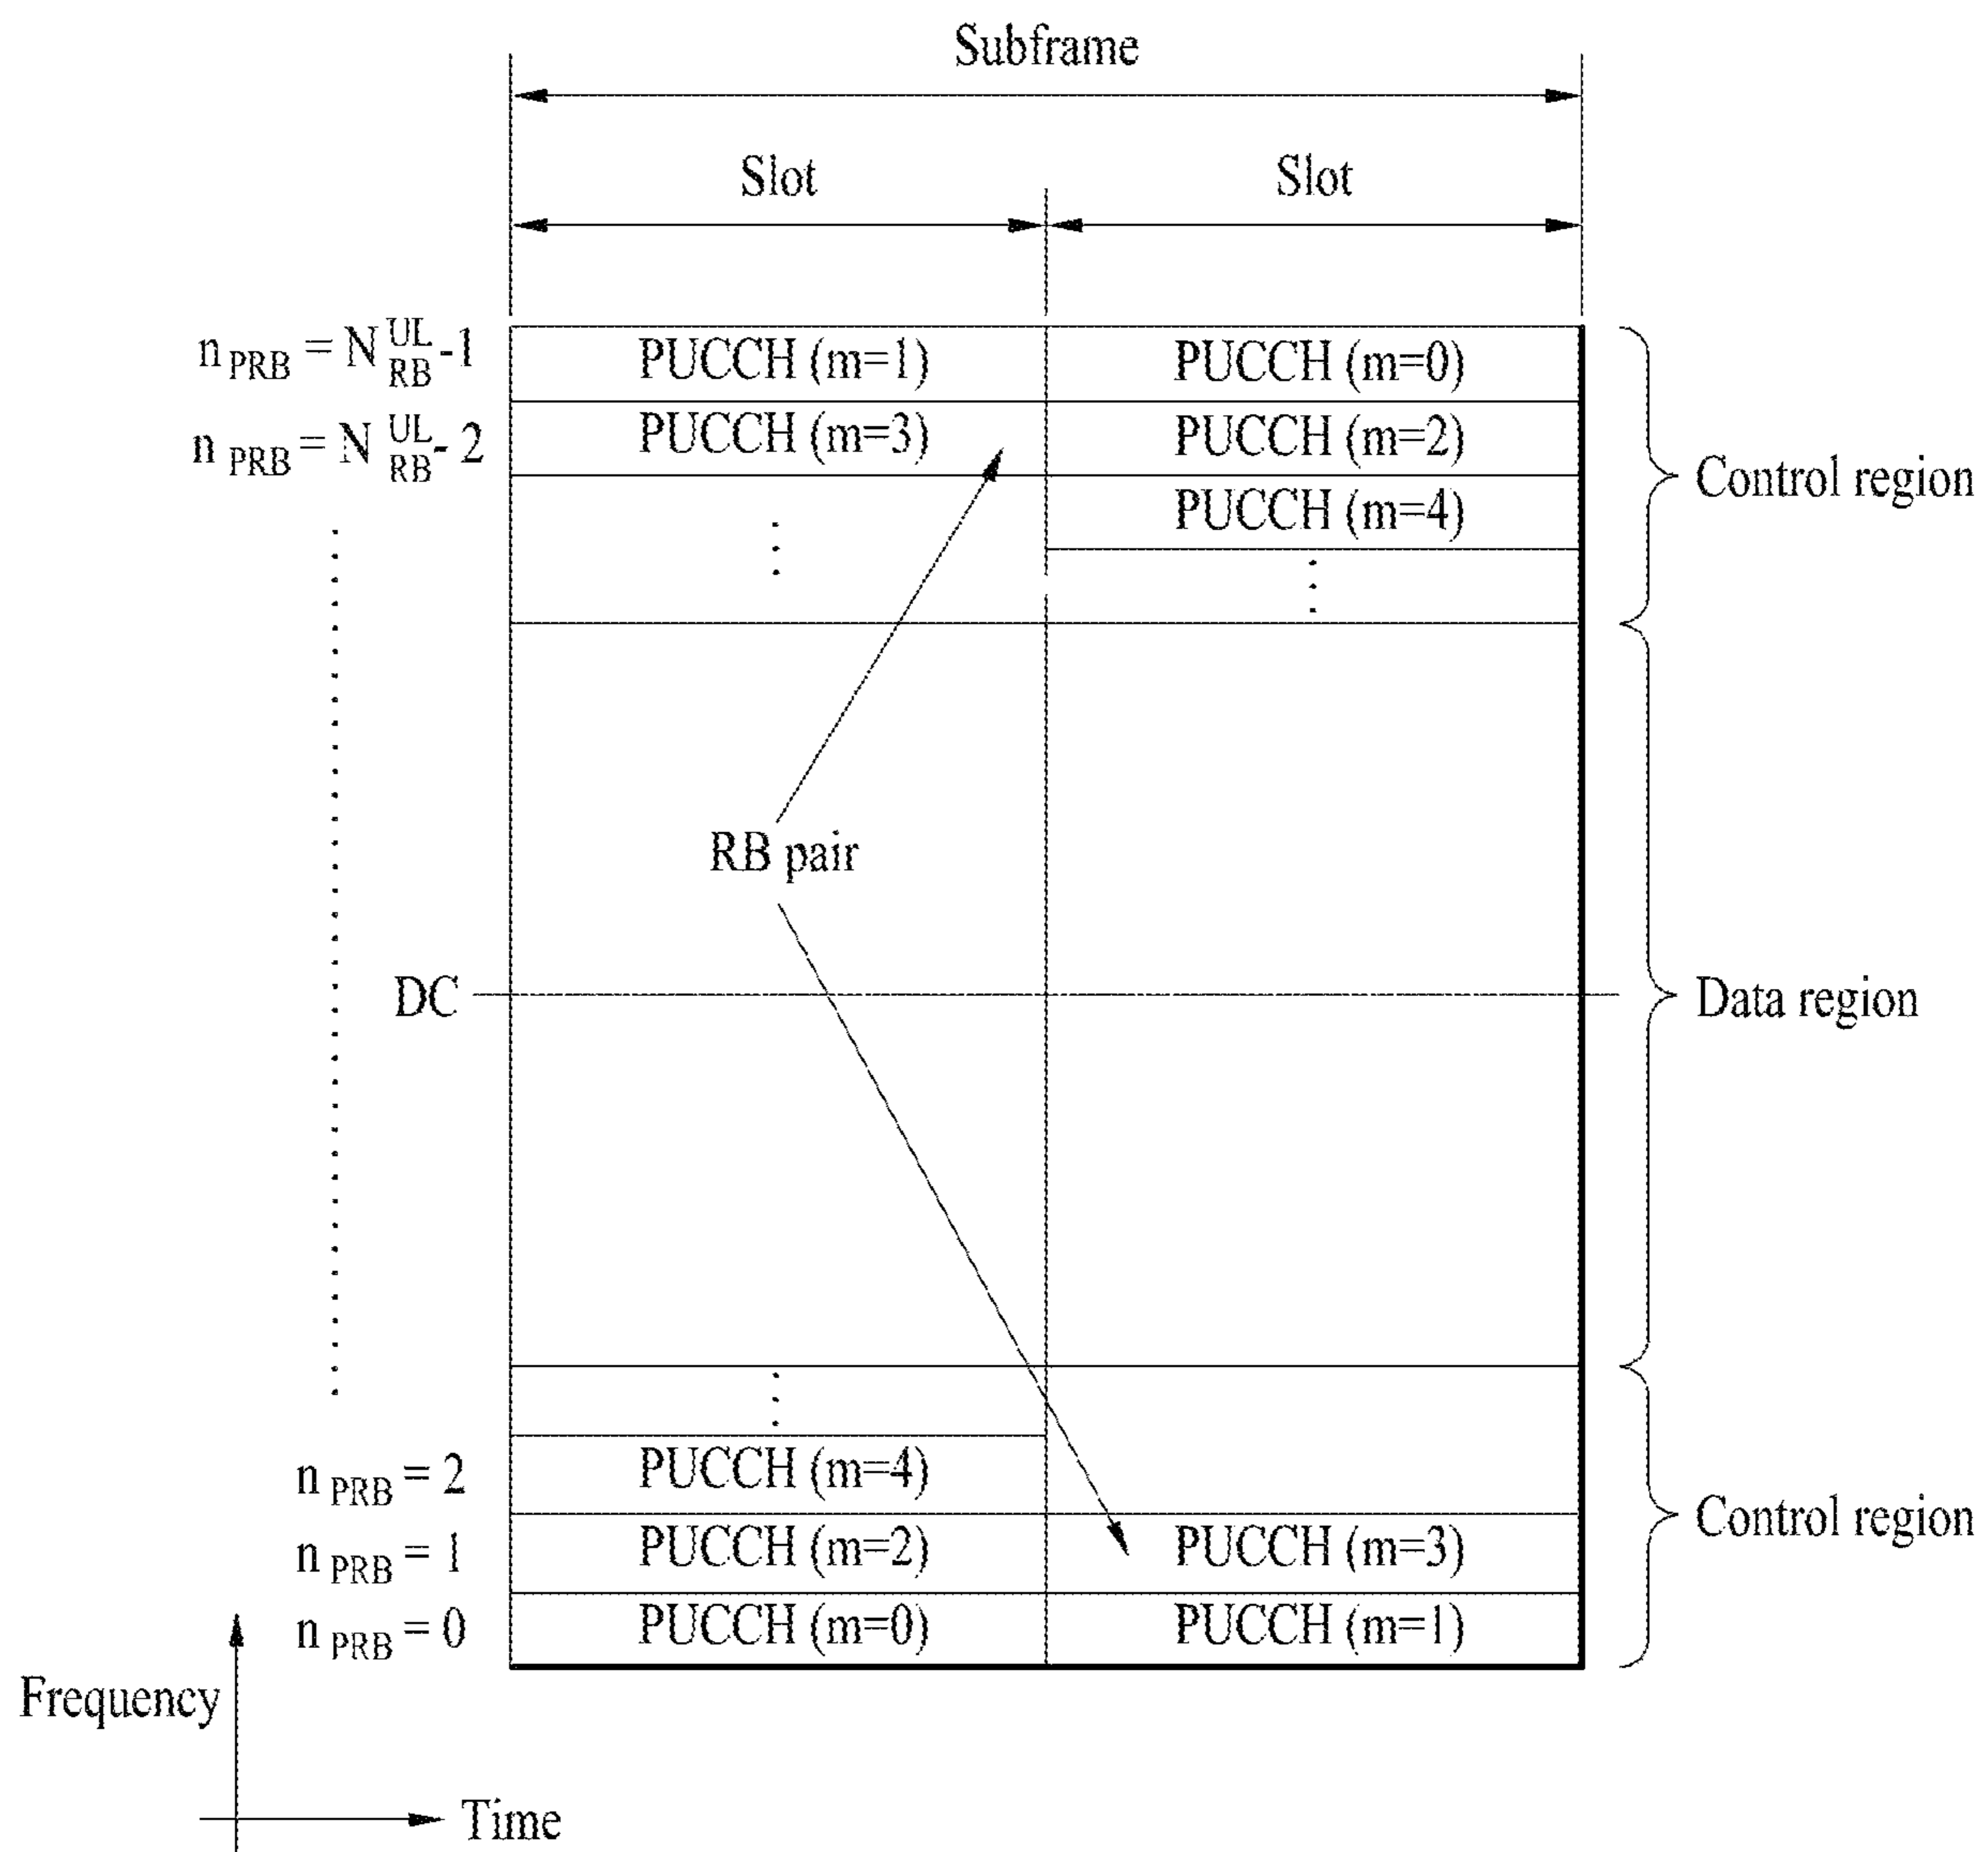 Subframe
Slot Slot
n PRB = N UL RB -1 PUCCH (m=1) PUCCH (m=0)
n PRB = N UL RB - 2 PUCCH (m=3) PUCCH (m=2)
Control region
PUCCH (m=4)
RB pair
DC
Data region
n PRB = 2 PUCCH (m=4)
Control region
n PRB = 1 PUCCH (m=2) PUCCH (m=3)
n PRB = 0 PUCCH (m=0) PUCCH (m=1)
Frequency
Time